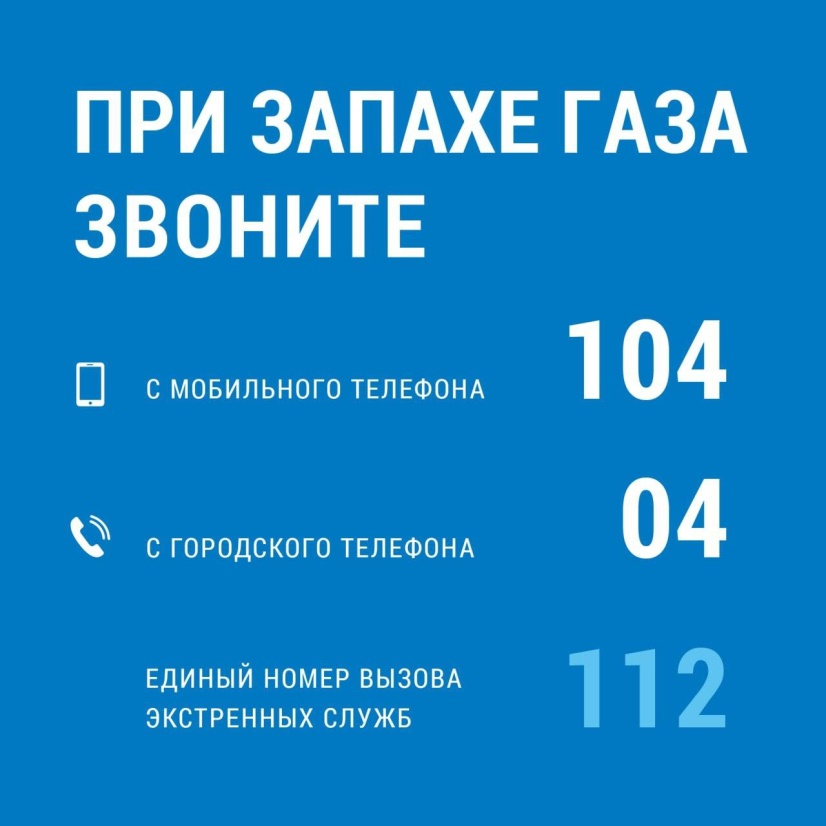 ПРИ ЗАПАХЕ ГАЗА
ЗВОНИТЕ
С МОБИЛЬНОГО ТЕЛЕФОНА 104
С ГОРОДСКОГО ТЕЛЕФОНА 04
ЕДИНЫЙ НОМЕР ВЫЗОВА
ЭКСТРЕННЫХ СЛУЖБ 112